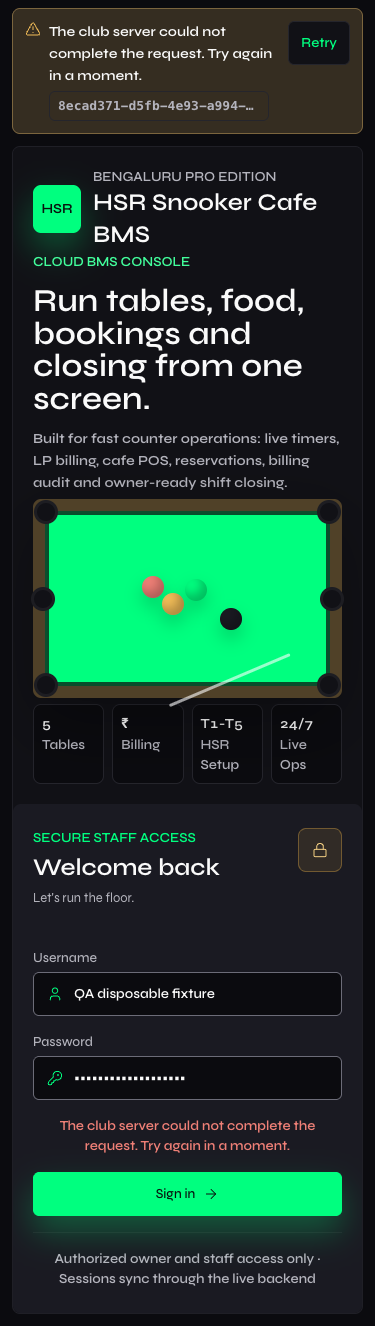 The club server could not
complete the request. Try again
in a moment.
Retry
8ecad371-d5fb-4e93-a994-…
BENGALURU PRO EDITION
HSR
HSR Snooker Cafe
BMS
CLOUD BMS CONSOLE
Run tables, food,
bookings and
closing from one
screen.
Built for fast counter operations: live timers,
LP billing, cafe POS, reservations, billing
audit and owner-ready shift closing.
5
Tables
₹
Billing
T1-T5
HSR
Setup
24/7
Live
Ops
SECURE STAFF ACCESS
Welcome back
Let's run the floor.
Username
QA disposable fixture
Password
The club server could not complete the
request. Try again in a moment.
Sign in →
Authorized owner and staff access only ·
Sessions sync through the live backend